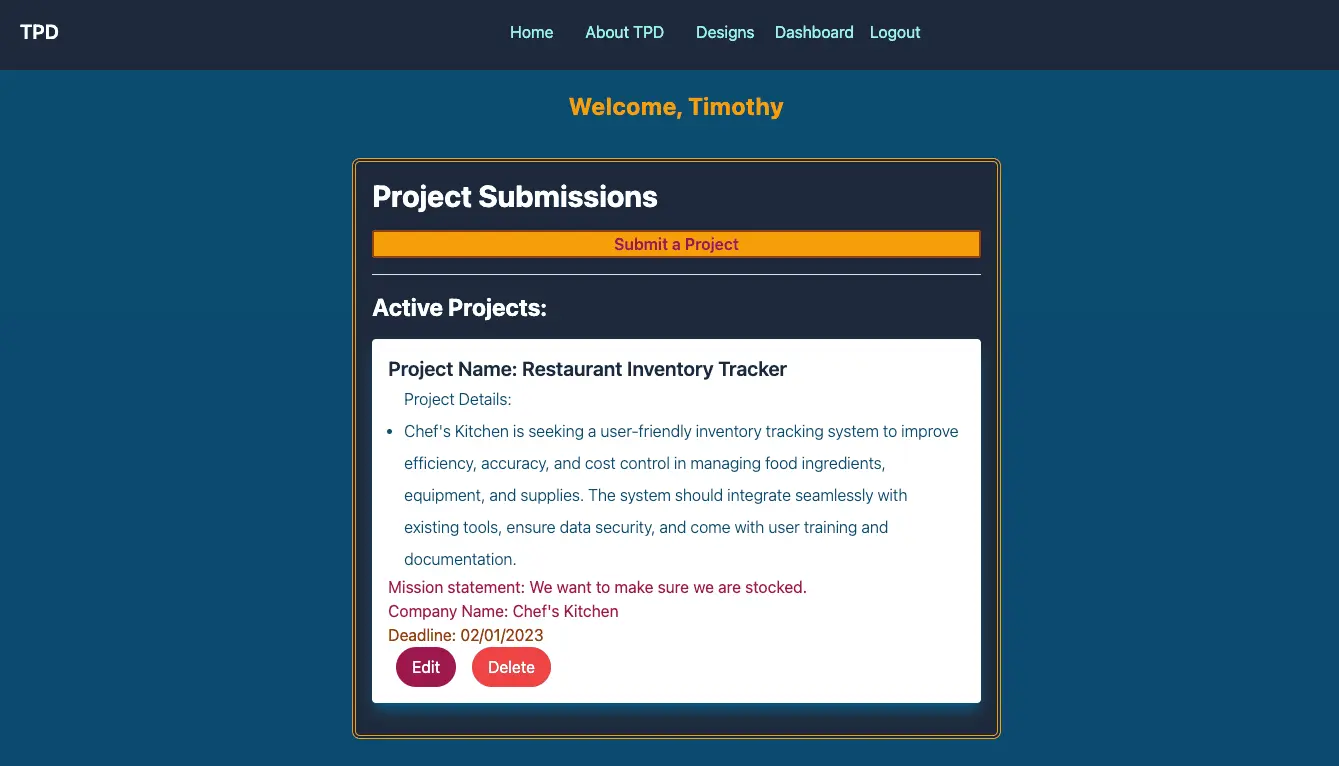 TPD
Home About TPD Designs Dashboard Logout
Welcome, Timothy
Project Submissions
Submit a Project
Active Projects:
Project Name: Restaurant Inventory Tracker
Project Details:
• Chef's Kitchen is seeking a user-friendly inventory tracking system to improve
efficiency, accuracy, and cost control in managing food ingredients,
equipment, and supplies. The system should integrate seamlessly with
existing tools, ensure data security, and come with user training and
documentation.
Mission statement: We want to make sure we are stocked.
Company Name: Chef's Kitchen
Deadline: 02/01/2023
Edit Delete